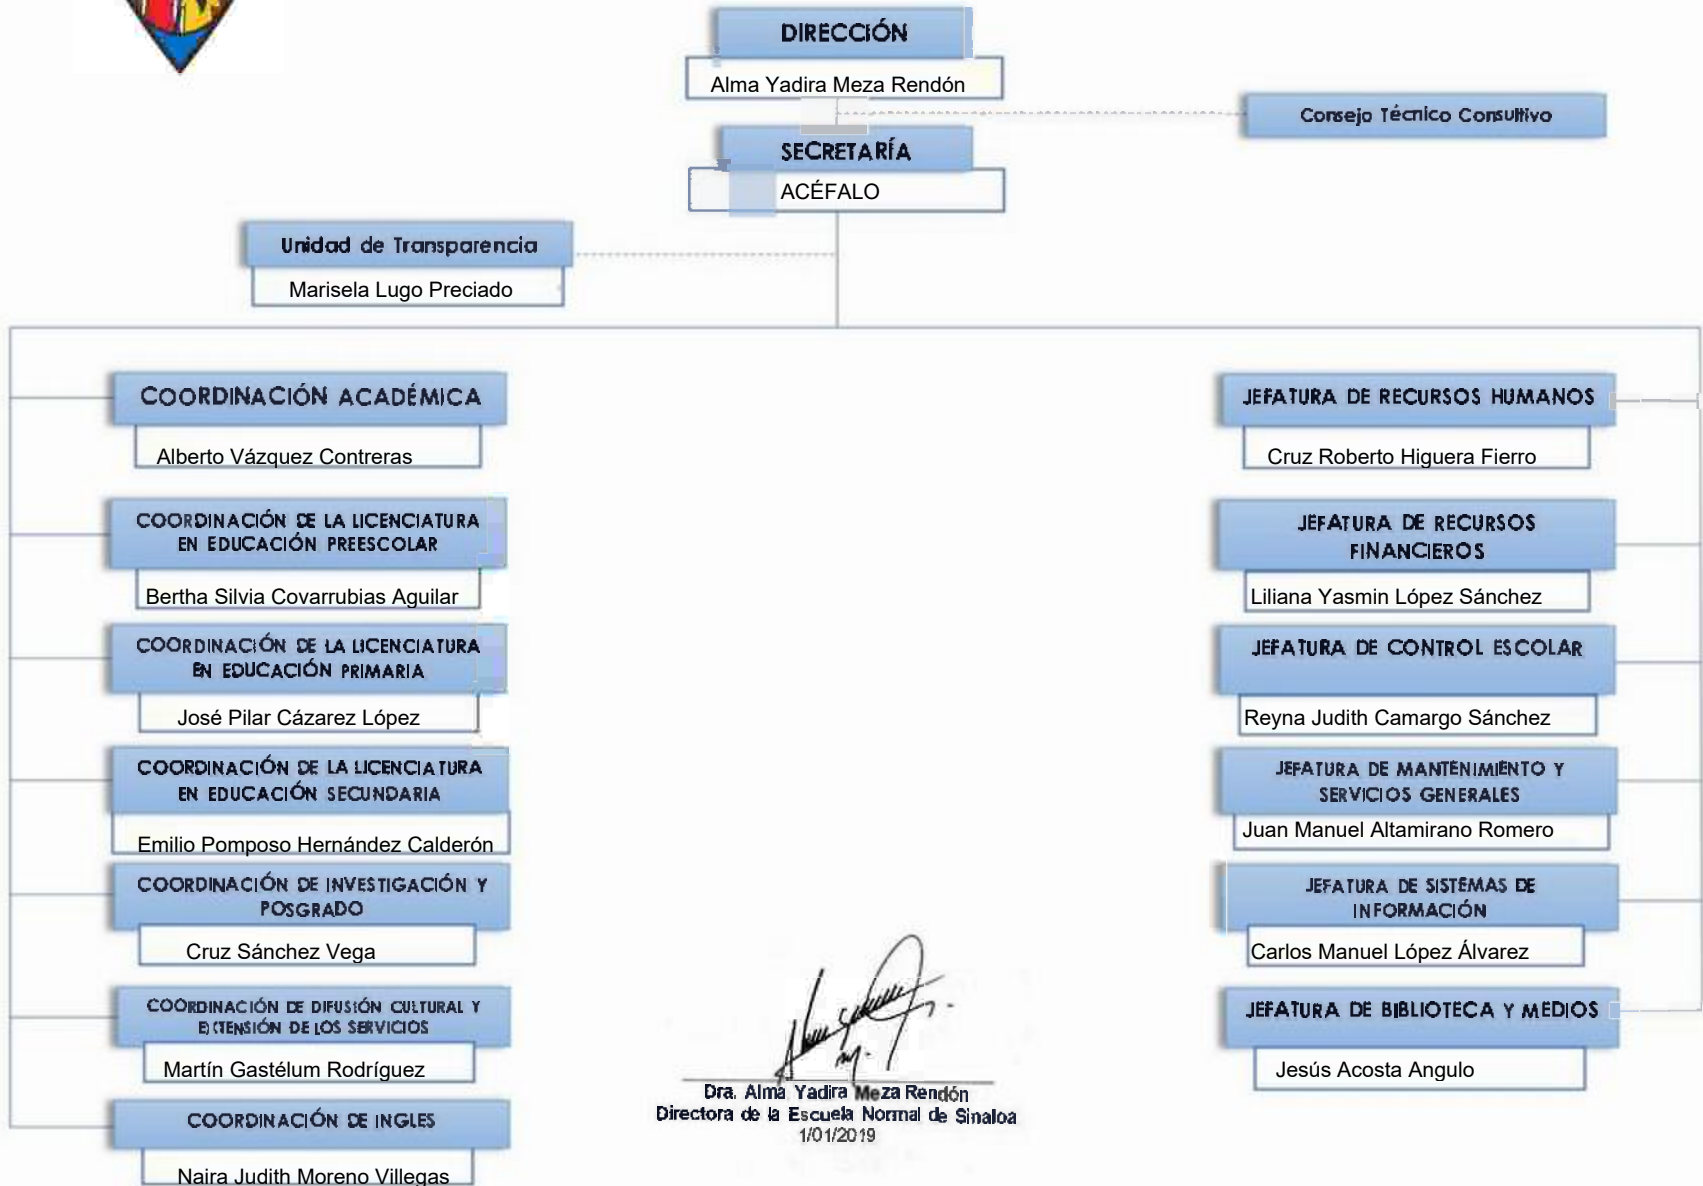 DIRECCIÓN
Alma Yadira Meza Rendón
Consejo Técnico Consultivo
SECRETARÍA
ACÉFALO
Unidad de Transparencia
Marisela Lugo Preciado
COORDINACIÓN ACADÉMICA
Alberto Vázquez Contreras
COORDINACIÓN DE LA LICENCIATURA
EN EDUCACIÓN PREESCOLAR
Bertha Silvia Covarrubias Aguilar
COORDINACIÓN DE LA LICENCIATURA
EN EDUCACIÓN PRIMARIA
José Pilar Cázarez López
COORDINACIÓN DE LA LICENCIATURA
EN EDUCACIÓN SECUNDARIA
Emilio Pomposo Hernández Calderón
COORDINACIÓN DE INVESTIGACIÓN Y
POSGRADO
Cruz Sánchez Vega
COORDINACIÓN DE DIFUSIÓN CULTURAL Y
EXTENSIÓN DE LOS SERVICIOS
Martín Gastélum Rodríguez
COORDINACIÓN DE INGLES
Naira Judith Moreno Villegas
JEFATURA DE RECURSOS HUMANOS
Cruz Roberto Higuera Fierro
JEFATURA DE RECURSOS
FINANCIEROS
Liliana Yasmin López Sánchez
JEFATURA DE CONTROL ESCOLAR
Reyna Judith Camargo Sánchez
JEFATURA DE MANTENIMIENTO Y
SERVICIOS GENERALES
Juan Manuel Altamirano Romero
JEFATURA DE SISTEMAS DE
INFORMACIÓN
Carlos Manuel López Álvarez
JEFATURA DE BIBLIOTECA Y MEDIOS
Jesús Acosta Angulo
Dra. Alma Yadira Meza Rendón
Directora de la Escuela Normal de Sinaloa
1/01/2019